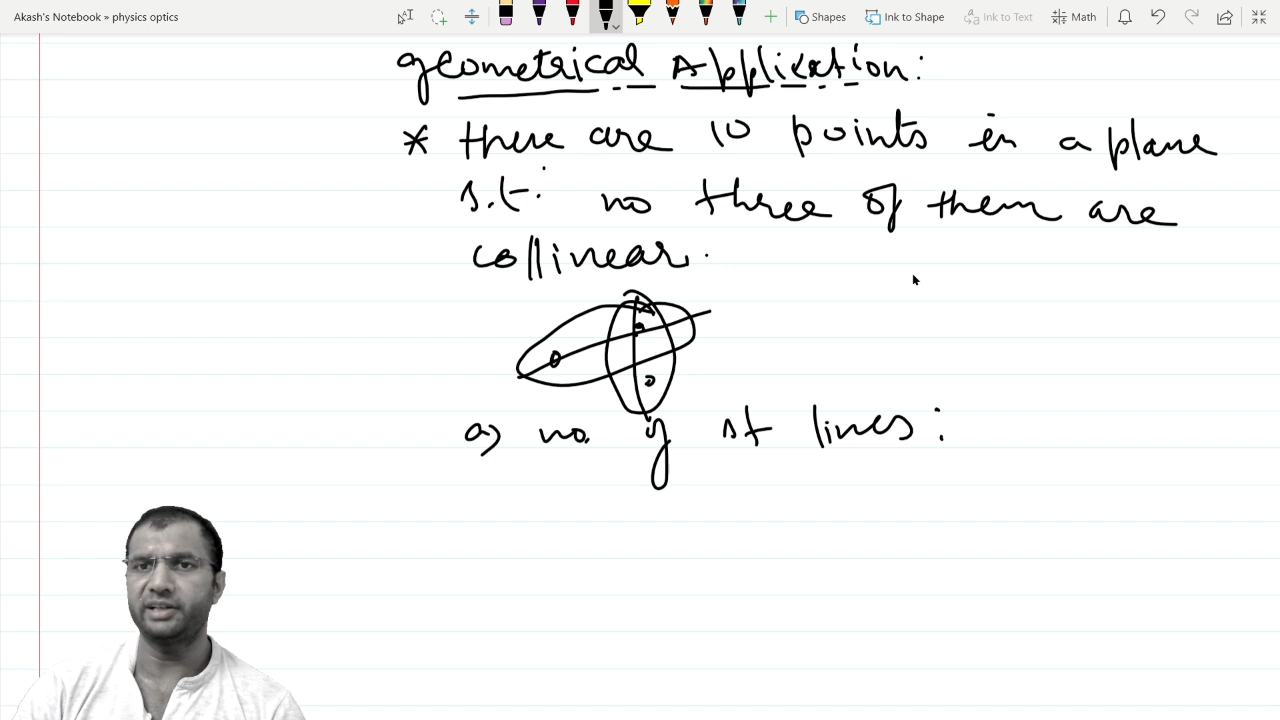 Akash's Notebook » physics optics
Shapes
Ink to Shape
Ink to Text
Math
geometrical Application:
* there are 10 points in a plane
s.t. no three of them are
collinear.
a) no. of st lines: